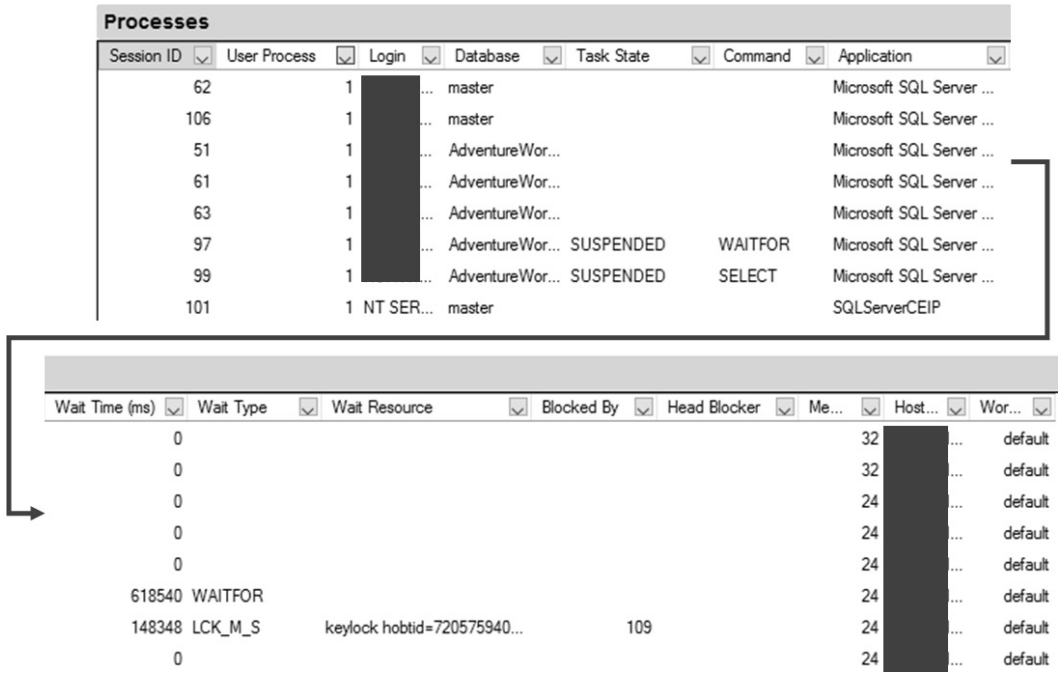 Processes
Session ID User Process Login Database Task State Command Application
62 1 ... master Microsoft SQL Server ...
106 1 ... master Microsoft SQL Server ...
51 1 ... AdventureWor... Microsoft SQL Server ...
61 1 ... AdventureWor... Microsoft SQL Server ...
63 1 ... AdventureWor... Microsoft SQL Server ...
97 1 ... AdventureWor... SUSPENDED WAITFOR Microsoft SQL Server ...
99 1 ... AdventureWor... SUSPENDED SELECT Microsoft SQL Server ...
101 1 NT SER... master SQLServerCEIP
Wait Time (ms) Wait Type Wait Resource Blocked By Head Blocker Me... Host... Wor...
0 32 ... default
0 32 ... default
0 24 ... default
0 24 ... default
0 24 ... default
618540 WAITFOR 24 ... default
148348 LCK_M_S keylock hobtid=720575940... 109 24 ... default
0 24 ... default